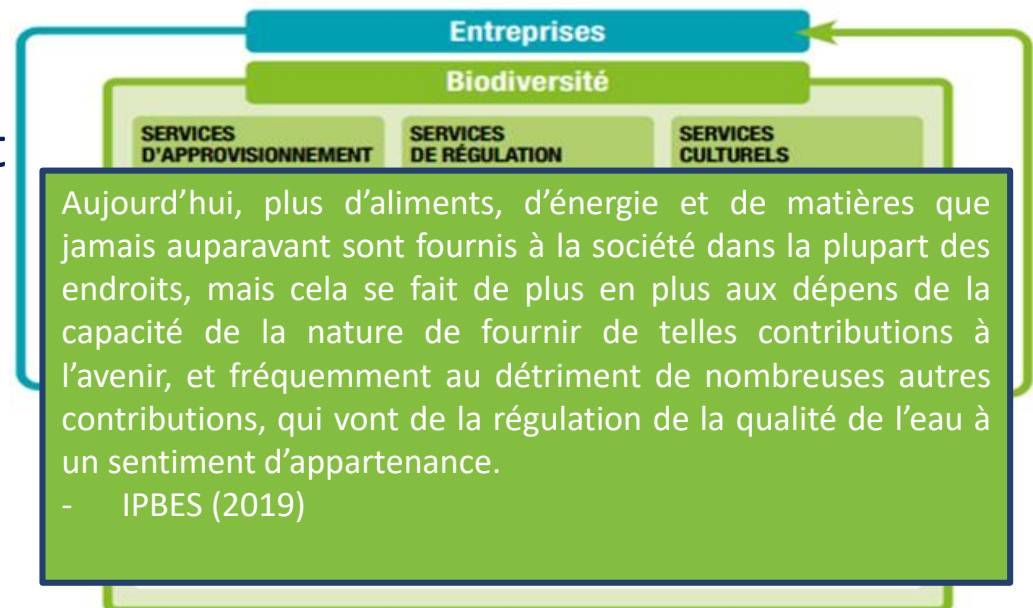 Entreprises
Biodiversité
t
SERVICES
D'APPROVISIONNEMENT
SERVICES
DE RÉGULATION
SERVICES
CULTURELS
Aujourd’hui, plus d’aliments, d’énergie et de matières que
jamais auparavant sont fournis à la société dans la plupart des
endroits, mais cela se fait de plus en plus aux dépens de la
capacité de la nature de fournir de telles contributions à
l’avenir, et fréquemment au détriment de nombreuses autres
contributions, qui vont de la régulation de la qualité de l’eau à
un sentiment d’appartenance.
- IPBES (2019)